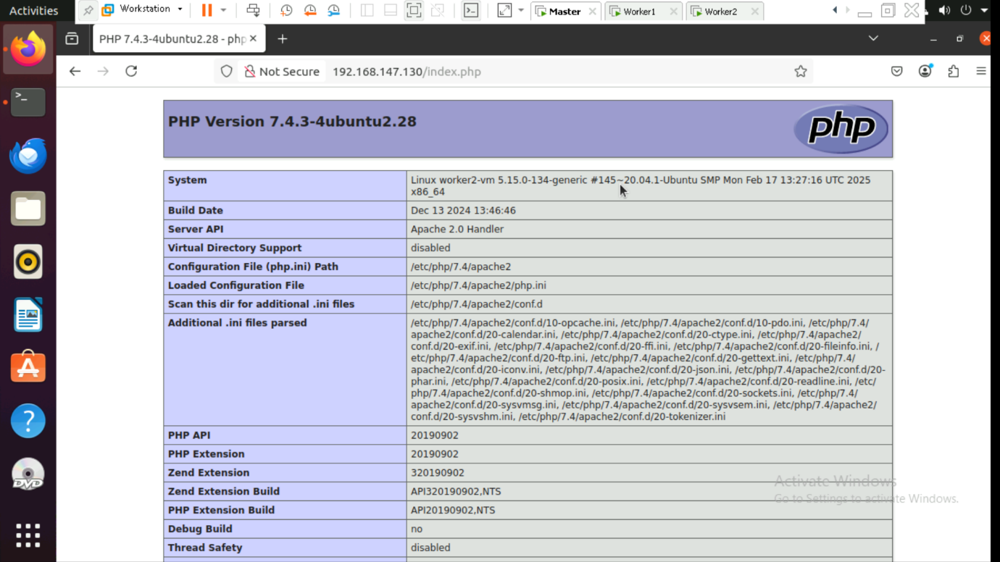 Activities
Workstation
Master
Worker1
Worker2
PHP 7.4.3-4ubuntu2.28 - php
Not Secure
192.168.147.130/index.php
PHP Version 7.4.3-4ubuntu2.28
php
System
Linux worker2-vm 5.15.0-134-generic #145~20.04.1-Ubuntu SMP Mon Feb 17 13:27:16 UTC 2025
x86_64
Build Date
Dec 13 2024 13:46:46
Server API
Apache 2.0 Handler
Virtual Directory Support
disabled
Configuration File (php.ini) Path
/etc/php/7.4/apache2
Loaded Configuration File
/etc/php/7.4/apache2/php.ini
Scan this dir for additional .ini files
/etc/php/7.4/apache2/conf.d
Additional .ini files parsed
/etc/php/7.4/apache2/conf.d/10-opcache.ini, /etc/php/7.4/apache2/conf.d/10-pdo.ini, /etc/php/7.4/
apache2/conf.d/20-calendar.ini, /etc/php/7.4/apache2/conf.d/20-ctype.ini, /etc/php/7.4/apache2/
conf.d/20-exif.ini, /etc/php/7.4/apache2/conf.d/20-ffi.ini, /etc/php/7.4/apache2/conf.d/20-fileinfo.ini, /
etc/php/7.4/apache2/conf.d/20-ftp.ini, /etc/php/7.4/apache2/conf.d/20-gettext.ini, /etc/php/7.4/
apache2/conf.d/20-iconv.ini, /etc/php/7.4/apache2/conf.d/20-json.ini, /etc/php/7.4/apache2/conf.d/20-
phar.ini, /etc/php/7.4/apache2/conf.d/20-posix.ini, /etc/php/7.4/apache2/conf.d/20-readline.ini, /etc/
php/7.4/apache2/conf.d/20-shmop.ini, /etc/php/7.4/apache2/conf.d/20-sockets.ini, /etc/php/7.4/
apache2/conf.d/20-sysvmsg.ini, /etc/php/7.4/apache2/conf.d/20-sysvsem.ini, /etc/php/7.4/apache2/
conf.d/20-sysvshm.ini, /etc/php/7.4/apache2/conf.d/20-tokenizer.ini
PHP API
20190902
PHP Extension
20190902
Zend Extension
320190902
Zend Extension Build
API320190902,NTS
PHP Extension Build
API20190902,NTS
Debug Build
no
Thread Safety
disabled
Activate Windows
Go to Settings to activate Windows.
DVD